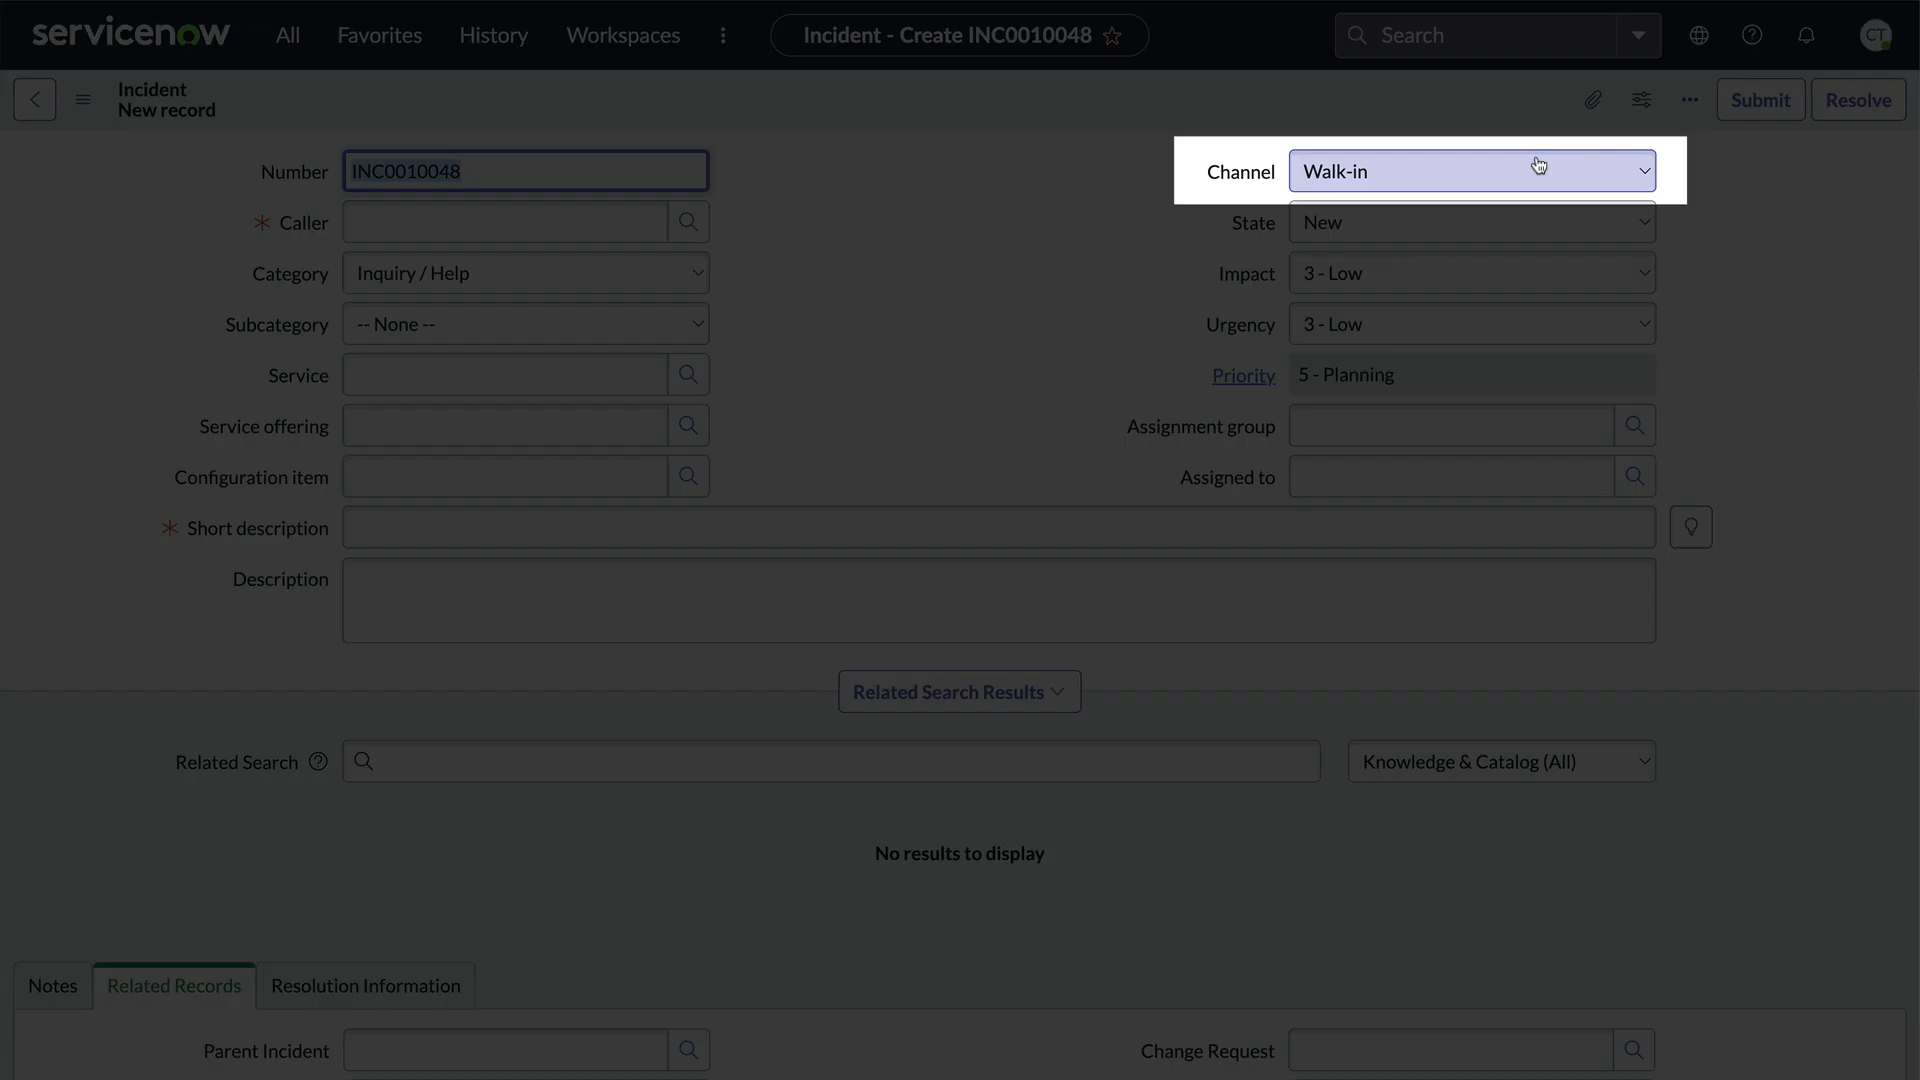 servicenow All Favorites History Workspaces Incident - Create INC0010048 Search CT
Incident
New record
Submit Resolve
Number INC0010048 Channel Walk-in
* Caller State New
Category Inquiry / Help Impact 3 - Low
Subcategory -- None -- Urgency 3 - Low
Service Priority 5 - Planning
Service offering Assignment group
Configuration item Assigned to
* Short description
Description
Related Search Results
Related Search Knowledge & Catalog (All)
No results to display
Notes Related Records Resolution Information
Parent Incident Change Request